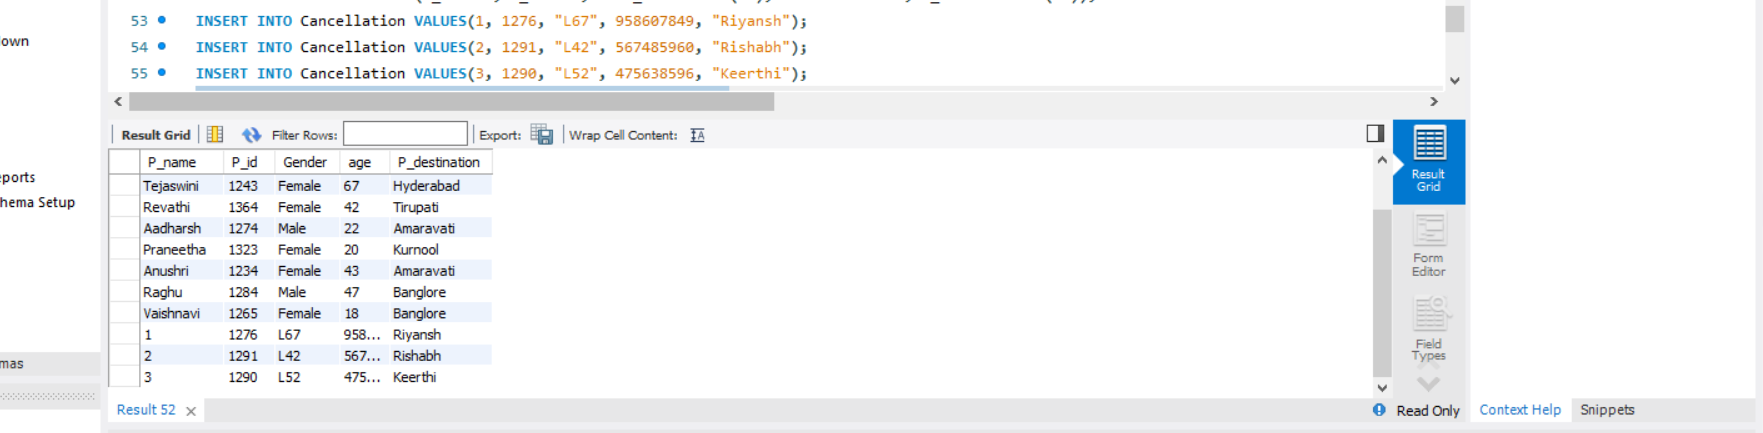 53 INSERT INTO Cancellation VALUES(1, 1276, "L67", 958607849, "Riyansh");
lown
54 INSERT INTO Cancellation VALUES(2, 1291, "L42", 567485960, "Rishabh");
55 INSERT INTO Cancellation VALUES(3, 1290, "L52", 475638596, "Keerthi");
Result Grid Filter Rows: Export: Wrap Cell Content: IA
P_name P_id Gender age P_destination
Tejaswini 1243 Female 67 Hyderabad
Revathi 1364 Female 42 Tirupati
Aadharsh 1274 Male 22 Amaravati
Praneetha 1323 Female 20 Kurnool
Anushri 1234 Female 43 Amaravati
Raghu 1284 Male 47 Banglore
Vaishnavi 1265 Female 18 Banglore
1 1276 L67 958... Riyansh
2 1291 L42 567... Rishabh
3 1290 L52 475... Keerthi
eports
hema Setup
mas
Result
Grid
Form
Editor
Field
Types
Result 52
Read Only
Context Help Snippets